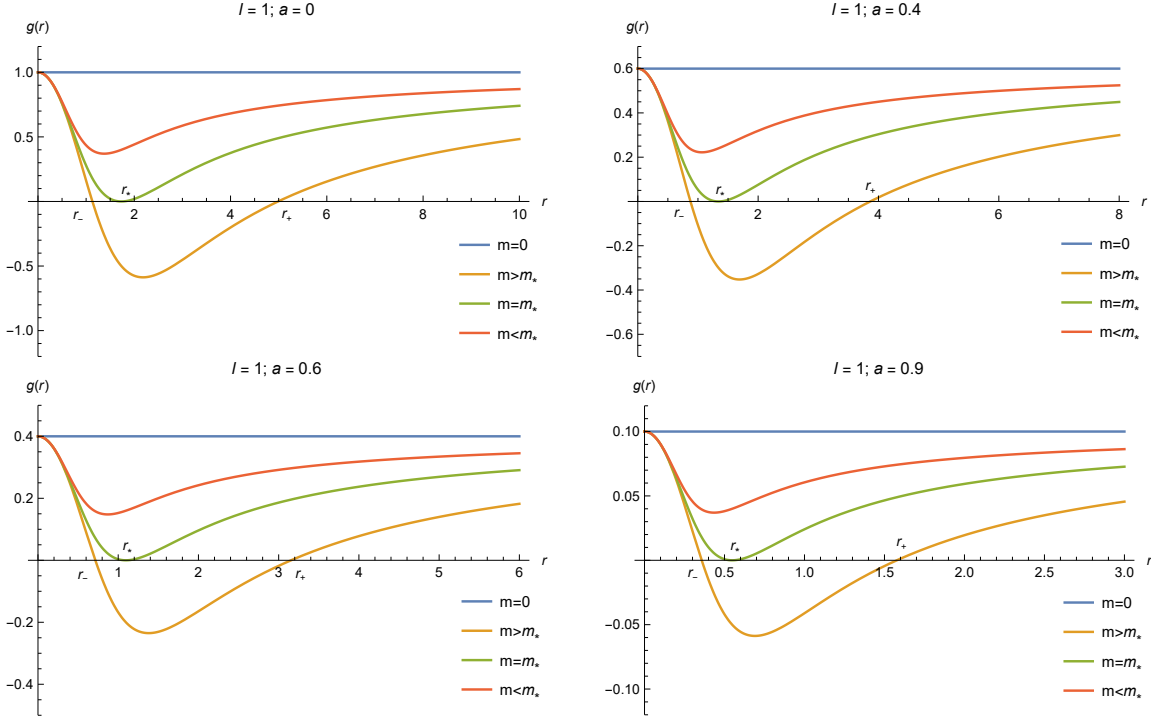 l = 1; a = 0
g(r)
1.0
0.5
-0.5
-1.0
2
4
6
8
10
r
r₋
r⁎
r₊
m=0
m>m⁎
m=m⁎
m<m⁎
l = 1; a = 0.4
g(r)
0.6
0.4
0.2
-0.2
-0.4
-0.6
2
4
6
8
r
r₋
r⁎
r₊
m=0
m>m⁎
m=m⁎
m<m⁎
l = 1; a = 0.6
g(r)
0.4
0.2
-0.2
-0.4
1
2
3
4
5
6
r
r₋
r⁎
r₊
m=0
m>m⁎
m=m⁎
m<m⁎
l = 1; a = 0.9
g(r)
0.10
0.05
-0.05
-0.10
0.5
1.0
1.5
2.0
2.5
3.0
r
r₋
r⁎
r₊
m=0
m>m⁎
m=m⁎
m<m⁎